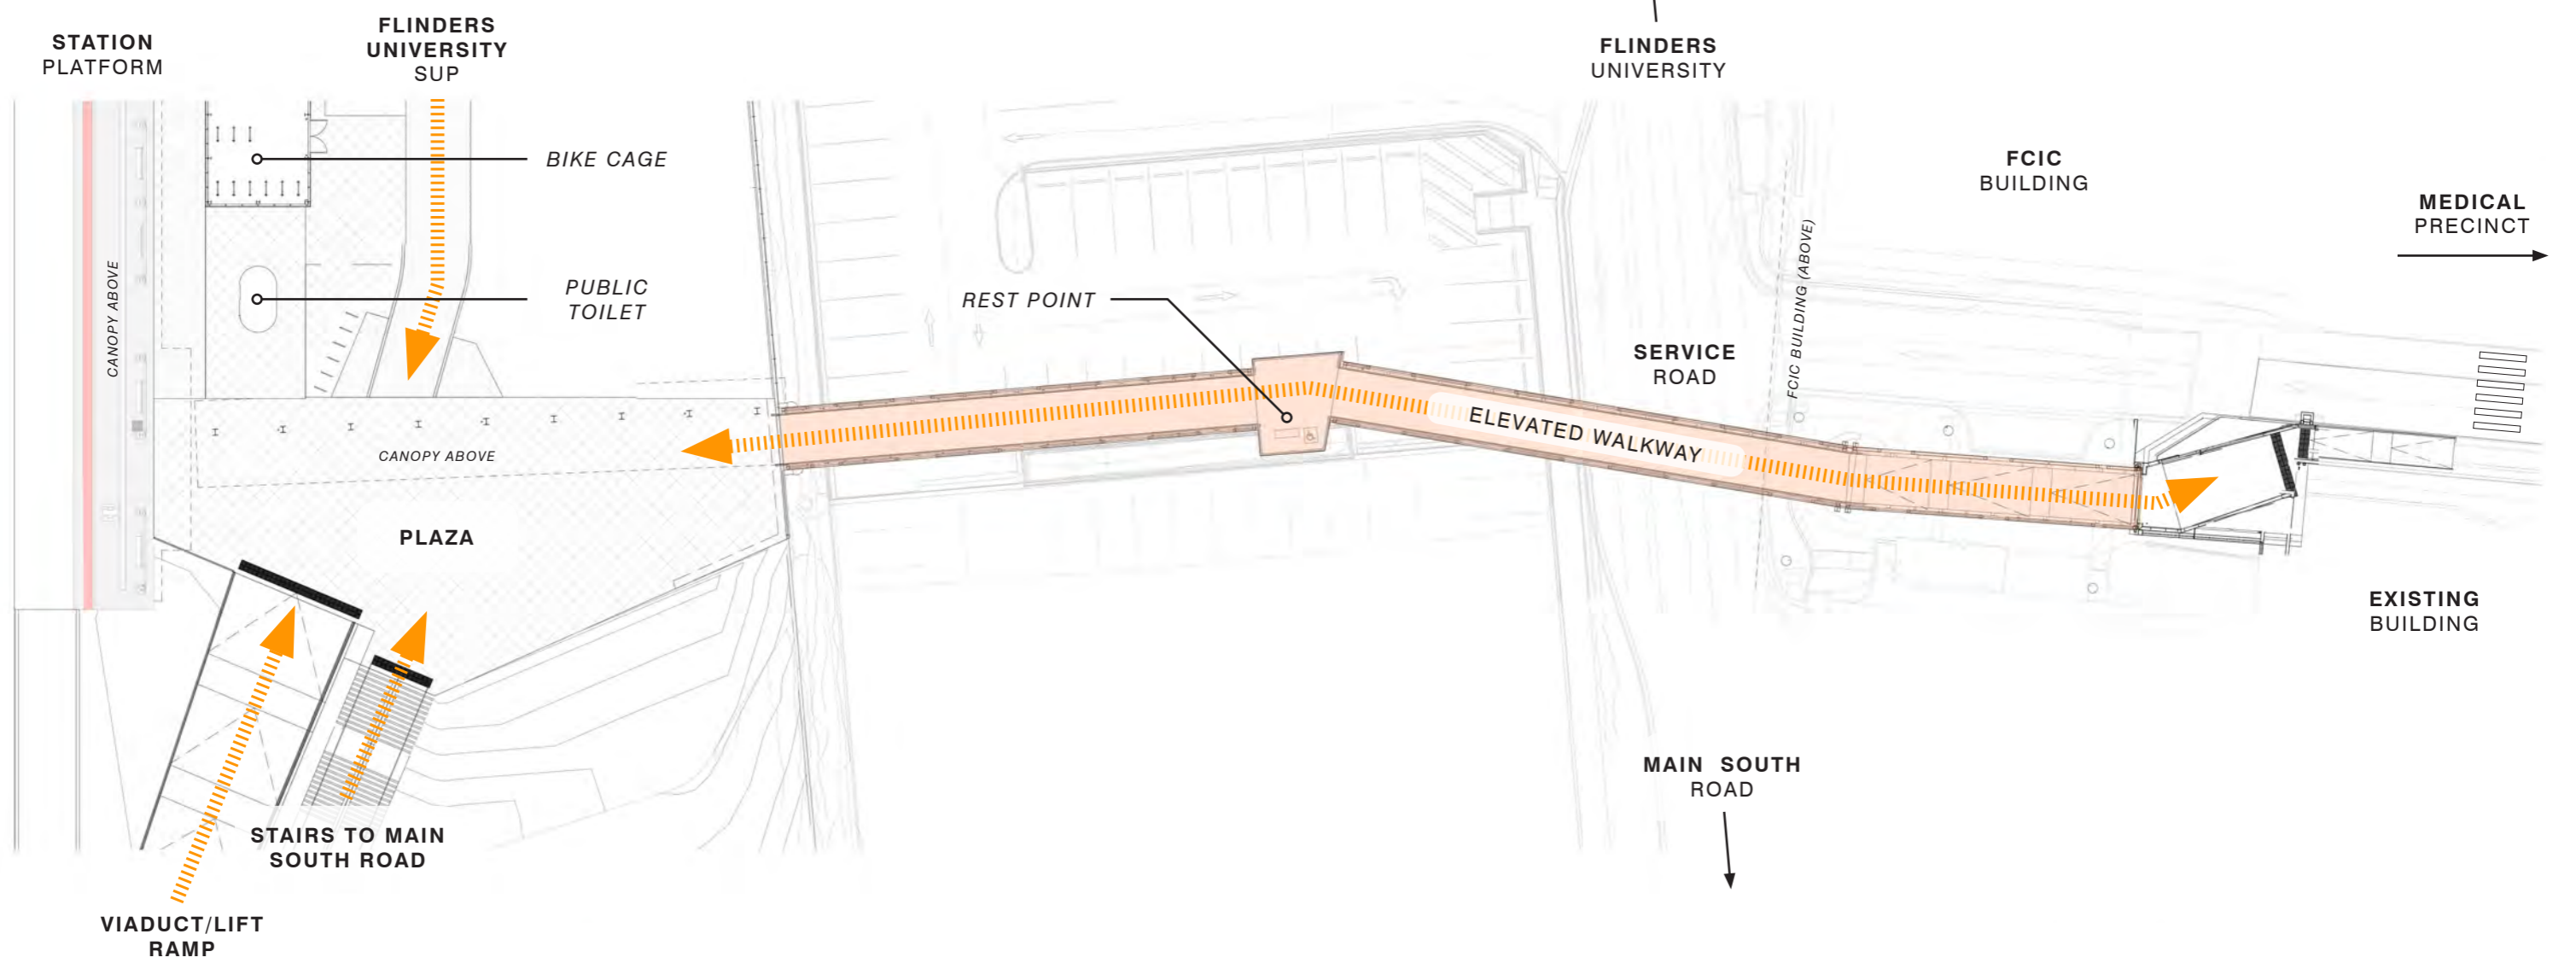 STATION
PLATFORM
FLINDERS
UNIVERSITY
SUP
FLINDERS
UNIVERSITY
BIKE CAGE
FCIC
BUILDING
MEDICAL
PRECINCT
CANOPY ABOVE
PUBLIC
TOILET
REST POINT
FCIC BUILDING (ABOVE)
SERVICE
ROAD
ELEVATED WALKWAY
CANOPY ABOVE
PLAZA
EXISTING
BUILDING
MAIN SOUTH
ROAD
STAIRS TO MAIN
SOUTH ROAD
VIADUCT/LIFT
RAMP